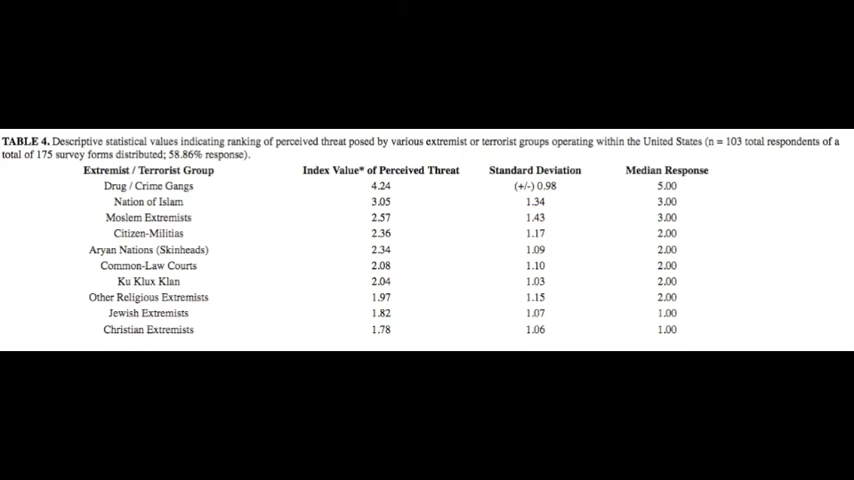 TABLE 4. Descriptive statistical values indicating ranking of perceived threat posed by various extremist or terrorist groups operating within the United States (n = 103 total respondents of a
total of 175 survey forms distributed; 58.86% response).
Extremist / Terrorist Group Index Value* of Perceived Threat Standard Deviation Median Response
Drug / Crime Gangs 4.24 (+/-) 0.98 5.00
Nation of Islam 3.05 1.34 3.00
Moslem Extremists 2.57 1.43 3.00
Citizen-Militias 2.36 1.17 2.00
Aryan Nations (Skinheads) 2.34 1.09 2.00
Common-Law Courts 2.08 1.10 2.00
Ku Klux Klan 2.04 1.03 2.00
Other Religious Extremists 1.97 1.15 2.00
Jewish Extremists 1.82 1.07 1.00
Christian Extremists 1.78 1.06 1.00